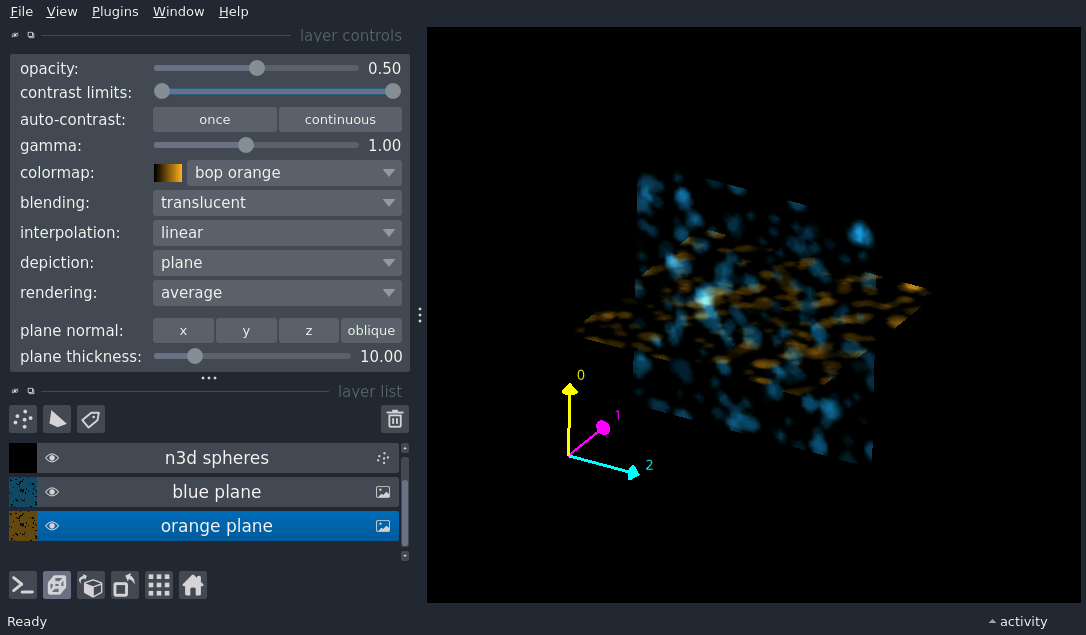 File View Plugins Window Help
layer controls
opacity: 0.50
contrast limits:
auto-contrast: once continuous
gamma: 1.00
colormap: bop orange
blending: translucent
interpolation: linear
depiction: plane
rendering: average
plane normal: x y z oblique
plane thickness: 10.00
layer list
n3d spheres
blue plane
orange plane
0
1
2
Ready
activity